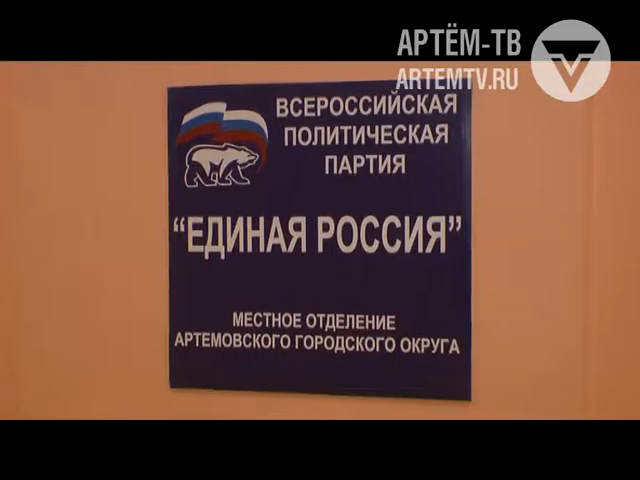 АРТЁМ-ТВ
ARTEMTV.RU
ВСЕРОССИЙСКАЯ
ПОЛИТИЧЕСКАЯ
ПАРТИЯ
“ЕДИНАЯ РОССИЯ”
МЕСТНОЕ ОТДЕЛЕНИЕ
АРТЕМОВСКОГО ГОРОДСКОГО ОКРУГА